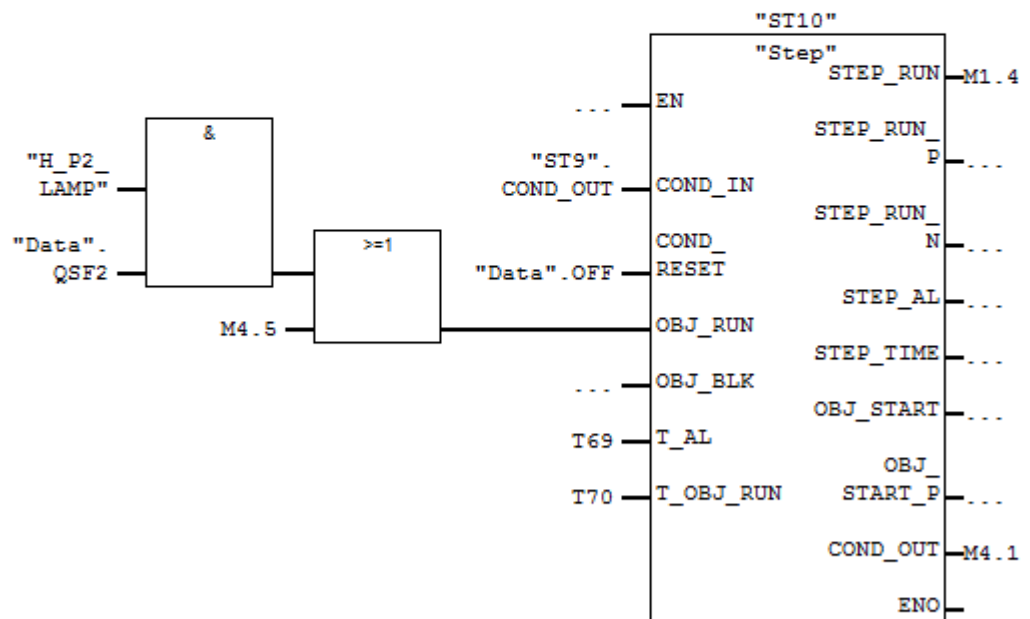 "ST10"
"Step"
STEP_RUN M1.4
... EN
&
STEP_RUN_
P ...
"H_P2_
LAMP"
"ST9".
COND_OUT COND_IN
STEP_RUN_
N ...
"Data".
QSF2
>=1
COND_
"Data".OFF RESET
STEP_AL ...
M4.5
OBJ_RUN
STEP_TIME ...
... OBJ_BLK
OBJ_START ...
T69 T_AL
OBJ_
START_P ...
T70 T_OBJ_RUN
COND_OUT M4.1
ENO